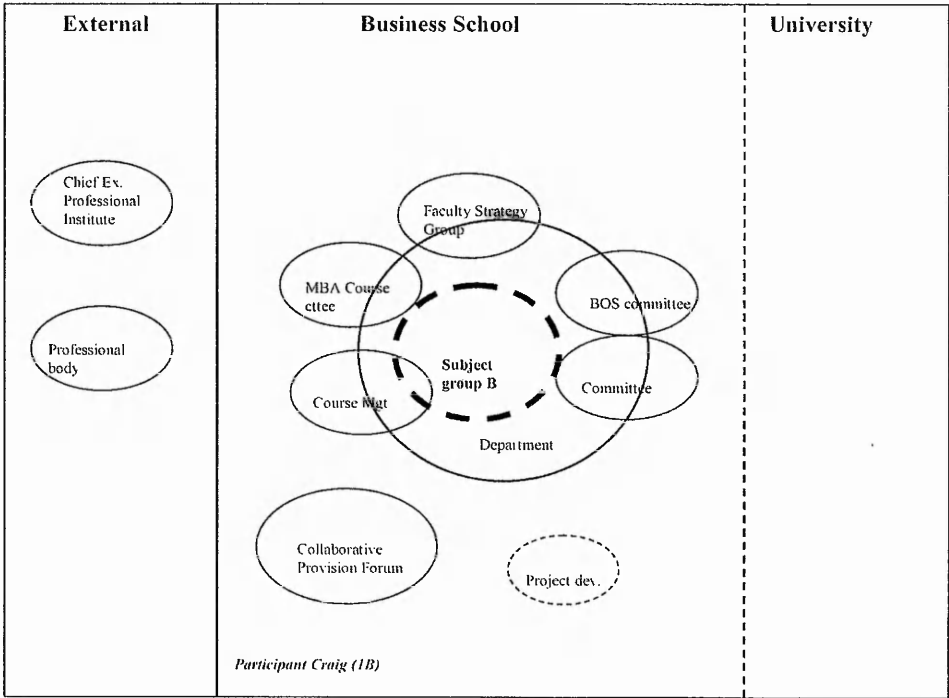 External
Business School
University
Chief Ex.
Professional
Institute
Faculty Strategy
Group
MBA Course
cttee
BOS committee
Professional
body
Subject
group B
Course Mgt
Committee
Department
Collaborative
Provision Forum
Project dev.
Participant Craig (1B)